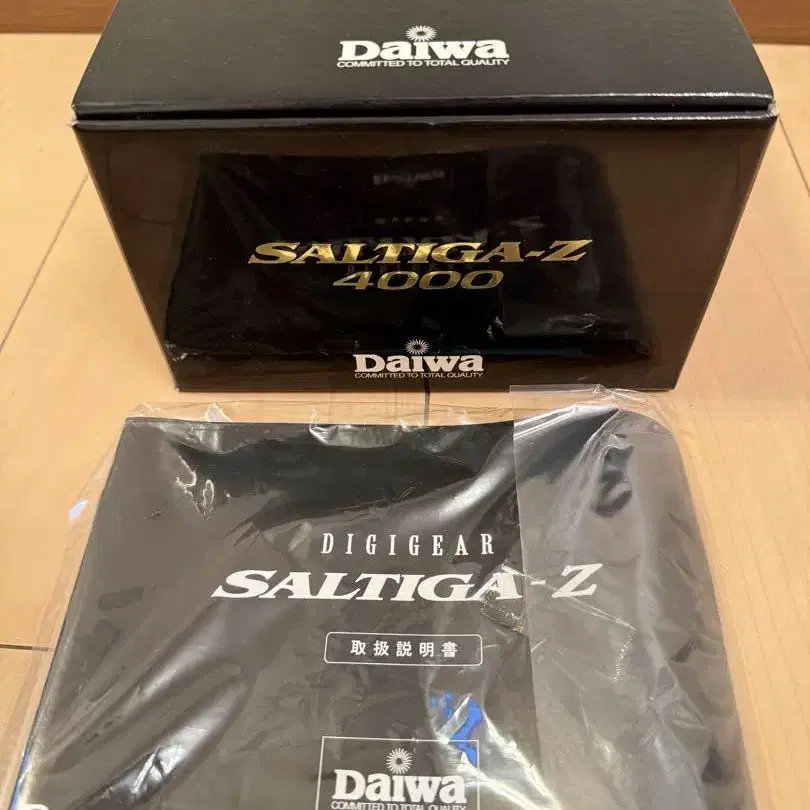 Daiwa
COMMITTED TO TOTAL QUALITY
SALTIGA-Z
4000
Daiwa
COMMITTED TO TOTAL QUALITY
DIGIGEAR
SALTIGA-Z
取扱説明書
Daiwa
COMMITTED TO TOTAL QUALITY